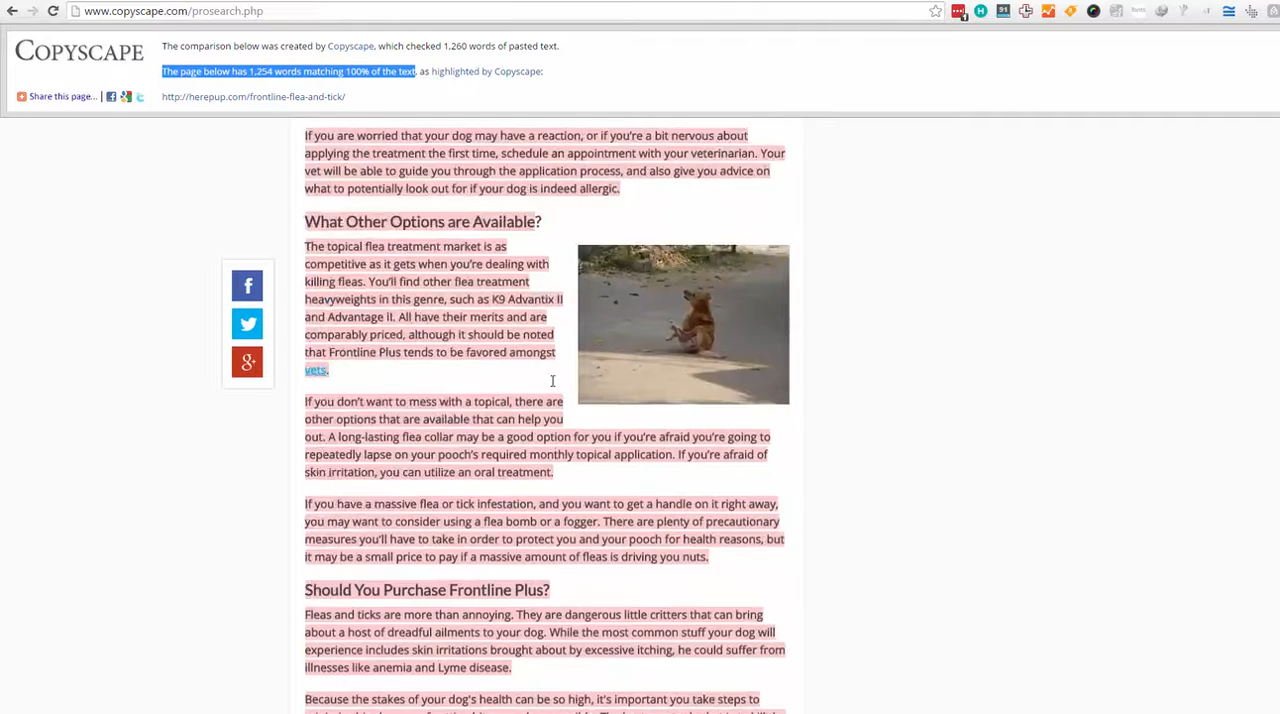 www.copyscape.com/prosearch.php
COPYSCAPE
The comparison below was created by Copyscape, which checked 1,260 words of pasted text.
The page below has 1,254 words matching 100% of the text, as highlighted by Copyscape:
Share this page...
http://herepup.com/frontline-flea-and-tick/
If you are worried that your dog may have a reaction, or if you're a bit nervous about
applying the treatment the first time, schedule an appointment with your veterinarian. Your
vet will be able to guide you through the application process, and also give you advice on
what to potentially look out for if your dog is indeed allergic.
What Other Options are Available?
The topical flea treatment market is as
competitive as it gets when you're dealing with
killing fleas. You'll find other flea treatment
heavyweights in this genre, such as K9 Advantix II
and Advantage II. All have their merits and are
comparably priced, although it should be noted
that Frontline Plus tends to be favored amongst
vets.
If you don't want to mess with a topical, there are
other options that are available that can help you
out. A long-lasting flea collar may be a good option for you if you're afraid you're going to
repeatedly lapse on your pooch's required monthly topical application. If you're afraid of
skin irritation, you can utilize an oral treatment.
If you have a massive flea or tick infestation, and you want to get a handle on it right away,
you may want to consider using a flea bomb or a fogger. There are plenty of precautionary
measures you'll have to take in order to protect you and your pooch for health reasons, but
it may be a small price to pay if a massive amount of fleas is driving you nuts.
Should You Purchase Frontline Plus?
Fleas and ticks are more than annoying. They are dangerous little critters that can bring
about a host of dreadful ailments to your dog. While the most common stuff your dog will
experience includes skin irritations brought about by excessive itching, he could suffer from
illnesses like anemia and Lyme disease.
Because the stakes of your dog's health can be so high, it's important you take steps to